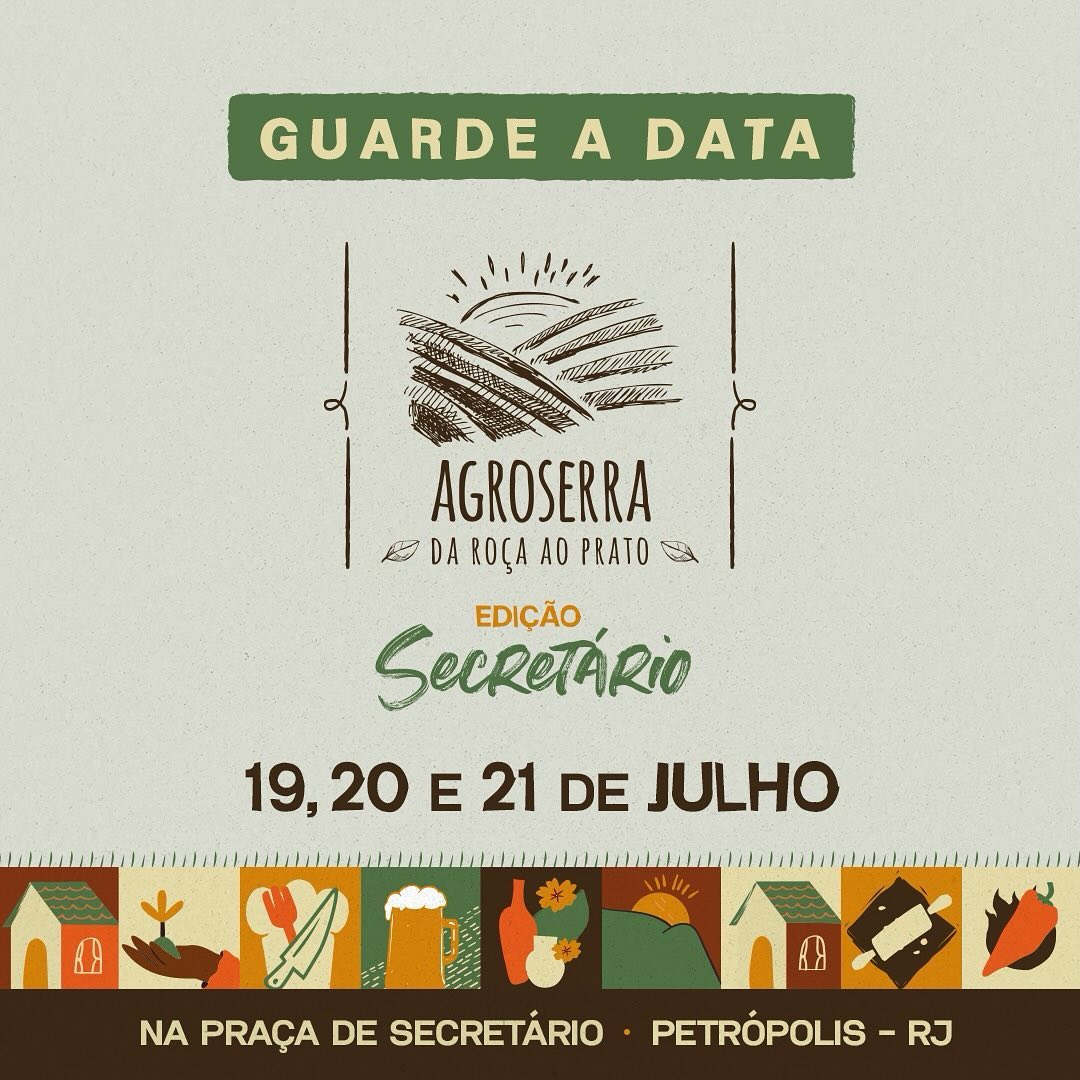 GUARDE A DATA
AGROSERRA
DA ROÇA AO PRATO
EDIÇÃO
SECRETÁRIO
19, 20 E 21 DE JULHO
NA PRAÇA DE SECRETÁRIO • PETRÓPOLIS - RJ